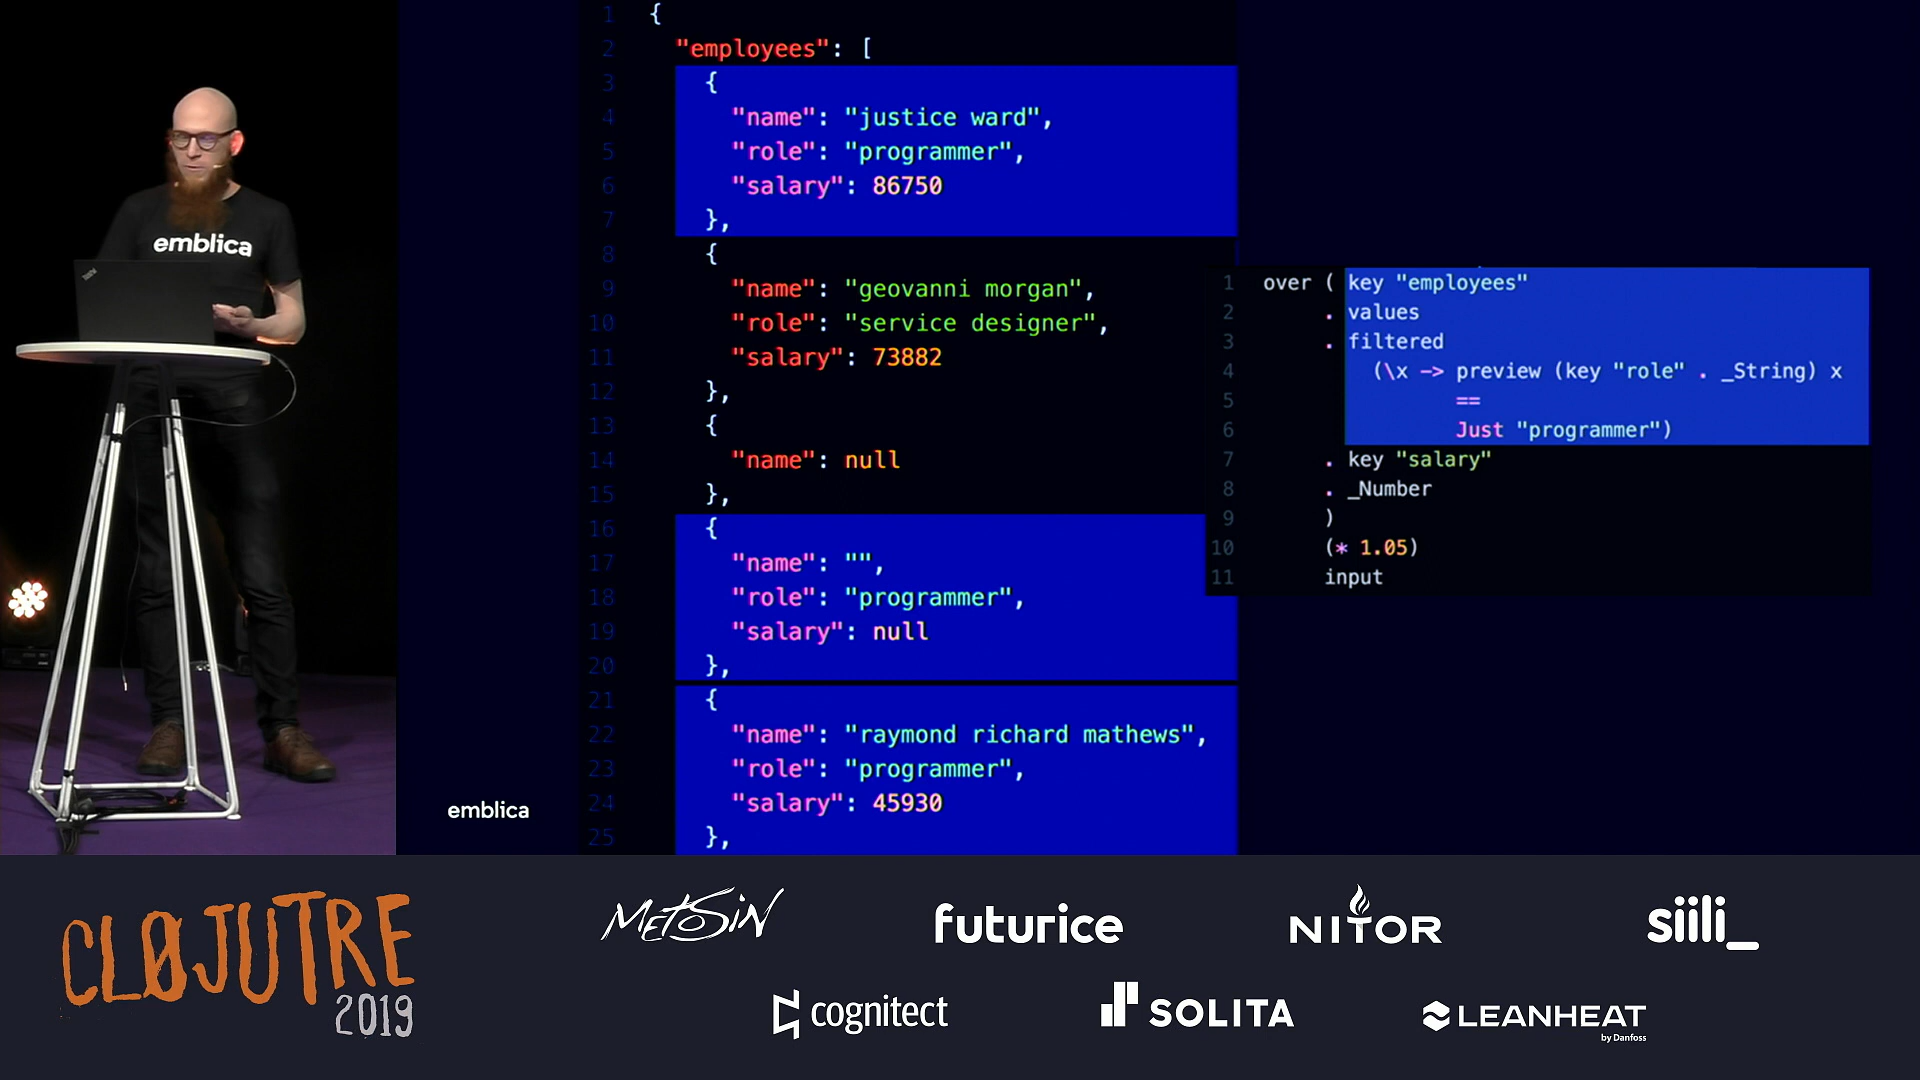 emblica
ThinkPad
1 {
2 "employees": [
3 {
4 "name": "justice ward",
5 "role": "programmer",
6 "salary": 86750
7 },
8 {
9 "name": "geovanni morgan",
10 "role": "service designer",
11 "salary": 73882
12 },
13 {
14 "name": null
15 },
16 {
17 "name": "",
18 "role": "programmer",
19 "salary": null
20 },
21 {
22 "name": "raymond richard mathews",
23 "role": "programmer",
24 "salary": 45930
25 },
1 over ( key "employees"
2 . values
3 . filtered
4 (\x -> preview (key "role" . _String) x
5 ==
6 Just "programmer")
7 . key "salary"
8 . _Number
9 )
10 (* 1.05)
11 input
emblica
CLØJUTRE
2019
METOSIN
futurice
NITOR
siili_
cognitect
SOLITA
LEANHEAT
by Danfoss